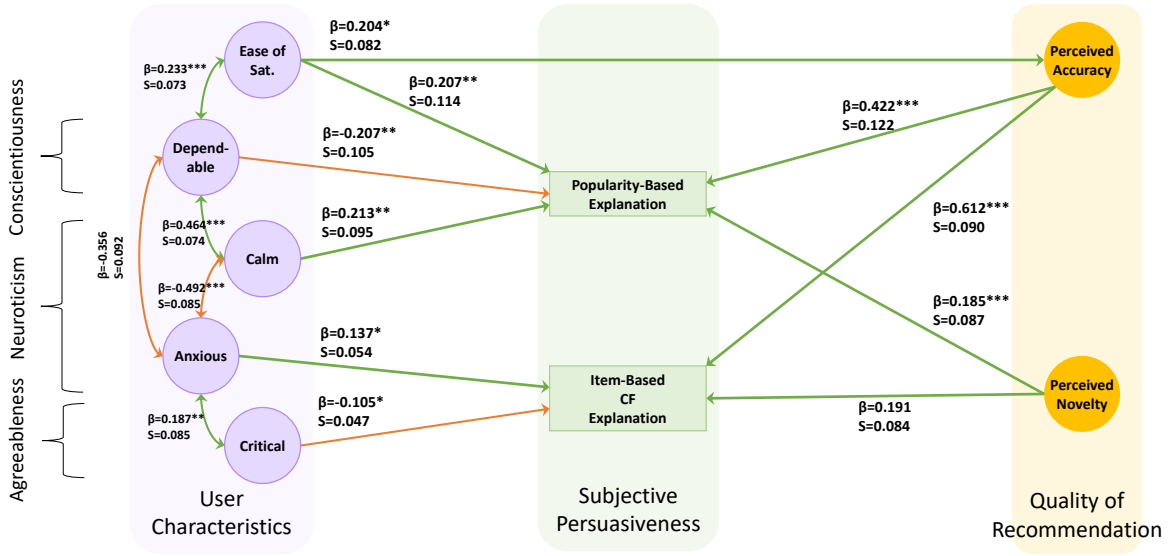 Conscientiousness
Neuroticism
Agreeableness
β=-0.356
S=0.092
β=0.233***
S=0.073
β=0.464***
S=0.074
β=-0.492***
S=0.085
β=0.187**
S=0.085
Ease of
Sat.
Depend-
able
Calm
Anxious
Critical
User
Characteristics
β=0.204*
S=0.082
β=0.207**
S=0.114
β=-0.207**
S=0.105
β=0.213**
S=0.095
β=0.137*
S=0.054
β=-0.105*
S=0.047
Popularity-Based
Explanation
Item-Based
CF
Explanation
Subjective
Persuasiveness
β=0.422***
S=0.122
β=0.612***
S=0.090
β=0.185***
S=0.087
β=0.191
S=0.084
Perceived
Accuracy
Perceived
Novelty
Quality of
Recommendation